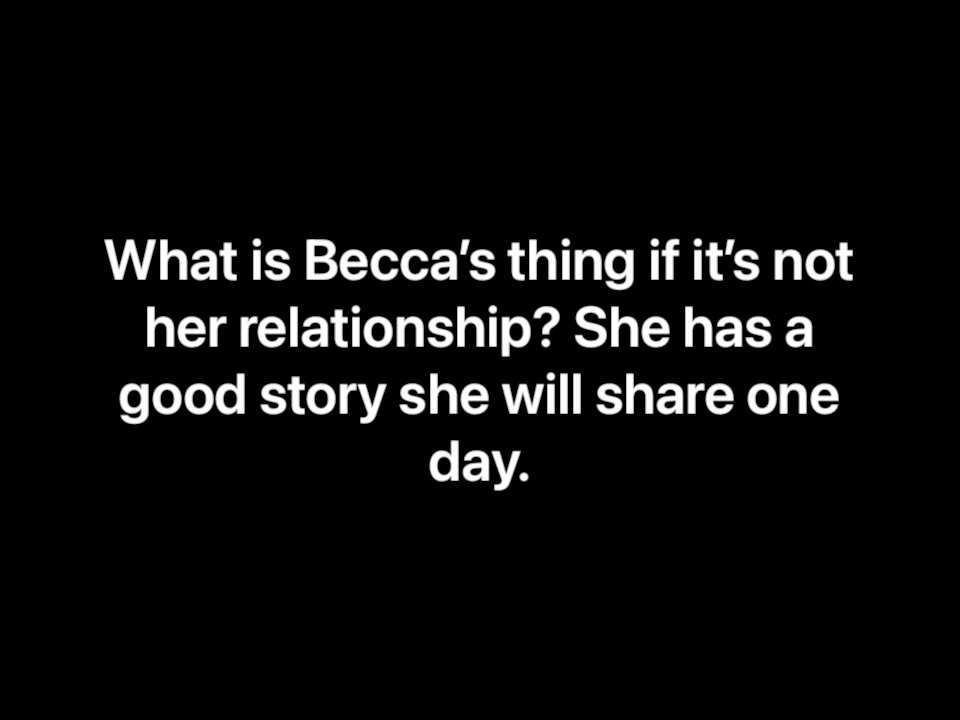 What is Becca’s thing if it’s not
her relationship? She has a
good story she will share one
day.